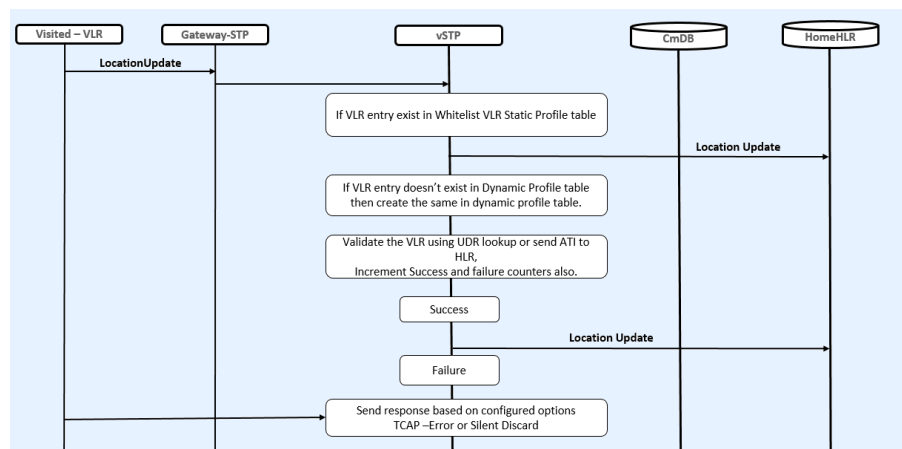 Visited – VLR
Gateway-STP
vSTP
CmDB
HomeHLR
LocationUpdate
If VLR entry exist in Whitelist VLR Static Profile table
Location Update
If VLR entry doesn’t exist in Dynamic Profile table
then create the same in dynamic profile table.
Validate the VLR using UDR lookup or send ATI to
HLR,
Increment Success and failure counters also.
Success
Location Update
Failure
Send response based on configured options
TCAP –Error or Silent Discard